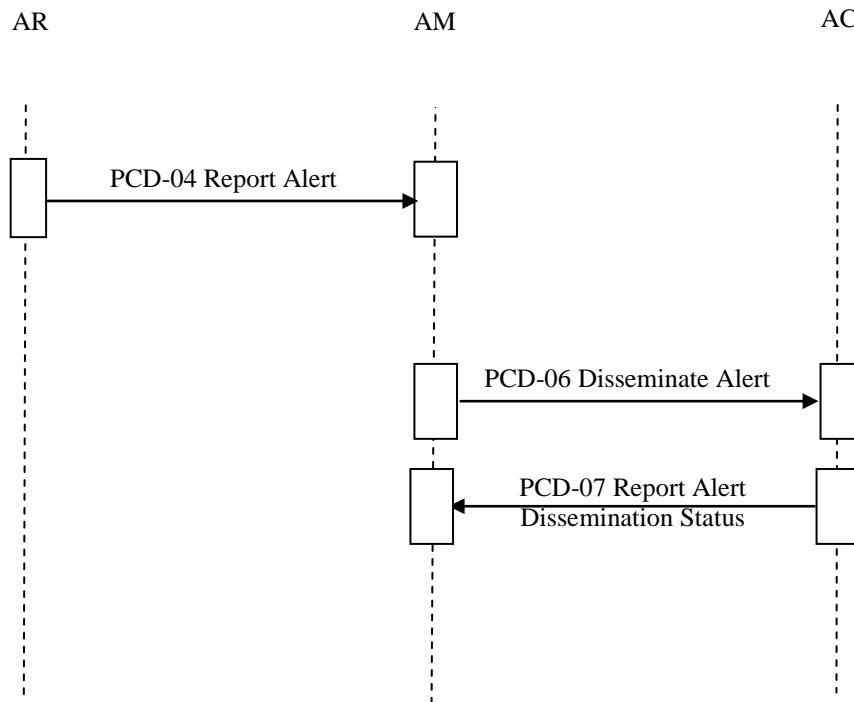 AR
AM
AC
PCD-04 Report Alert
PCD-06 Disseminate Alert
PCD-07 Report Alert
Dissemination Status